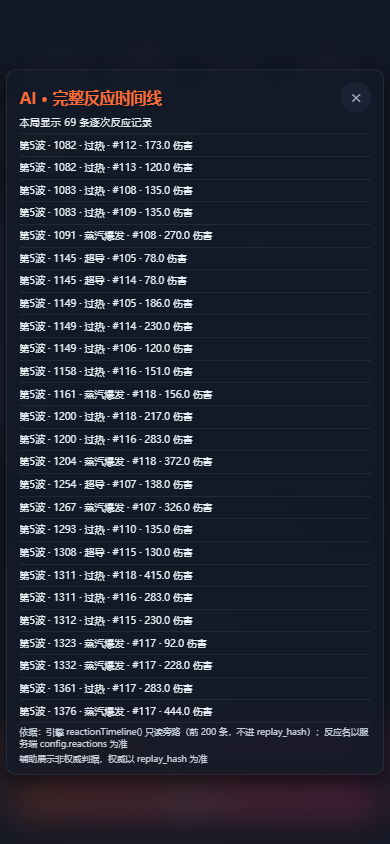 AI • 完整反应时间线
本局显示 69 条逐次反应记录
第5波 · 1082 · 过热 · #112 · 173.0 伤害
第5波 · 1082 · 过热 · #113 · 120.0 伤害
第5波 · 1083 · 过热 · #108 · 135.0 伤害
第5波 · 1083 · 过热 · #109 · 135.0 伤害
第5波 · 1091 · 蒸汽爆发 · #108 · 270.0 伤害
第5波 · 1145 · 超导 · #105 · 78.0 伤害
第5波 · 1145 · 超导 · #114 · 78.0 伤害
第5波 · 1149 · 过热 · #105 · 186.0 伤害
第5波 · 1149 · 过热 · #114 · 230.0 伤害
第5波 · 1149 · 过热 · #106 · 120.0 伤害
第5波 · 1158 · 过热 · #116 · 151.0 伤害
第5波 · 1161 · 蒸汽爆发 · #118 · 156.0 伤害
第5波 · 1200 · 过热 · #118 · 217.0 伤害
第5波 · 1200 · 过热 · #116 · 283.0 伤害
第5波 · 1204 · 蒸汽爆发 · #118 · 372.0 伤害
第5波 · 1254 · 超导 · #107 · 138.0 伤害
第5波 · 1267 · 蒸汽爆发 · #107 · 326.0 伤害
第5波 · 1293 · 过热 · #110 · 135.0 伤害
第5波 · 1308 · 超导 · #115 · 130.0 伤害
第5波 · 1311 · 过热 · #118 · 415.0 伤害
第5波 · 1311 · 过热 · #116 · 283.0 伤害
第5波 · 1312 · 过热 · #115 · 230.0 伤害
第5波 · 1323 · 蒸汽爆发 · #117 · 92.0 伤害
第5波 · 1332 · 蒸汽爆发 · #117 · 228.0 伤害
第5波 · 1361 · 过热 · #117 · 283.0 伤害
第5波 · 1376 · 蒸汽爆发 · #117 · 444.0 伤害
依据：引擎 reactionTimeline() 只读旁路（前 200 条，不进 replay_hash）；反应名以服
务端 config.reactions 为准
辅助展示非权威判据，权威以 replay_hash 为准